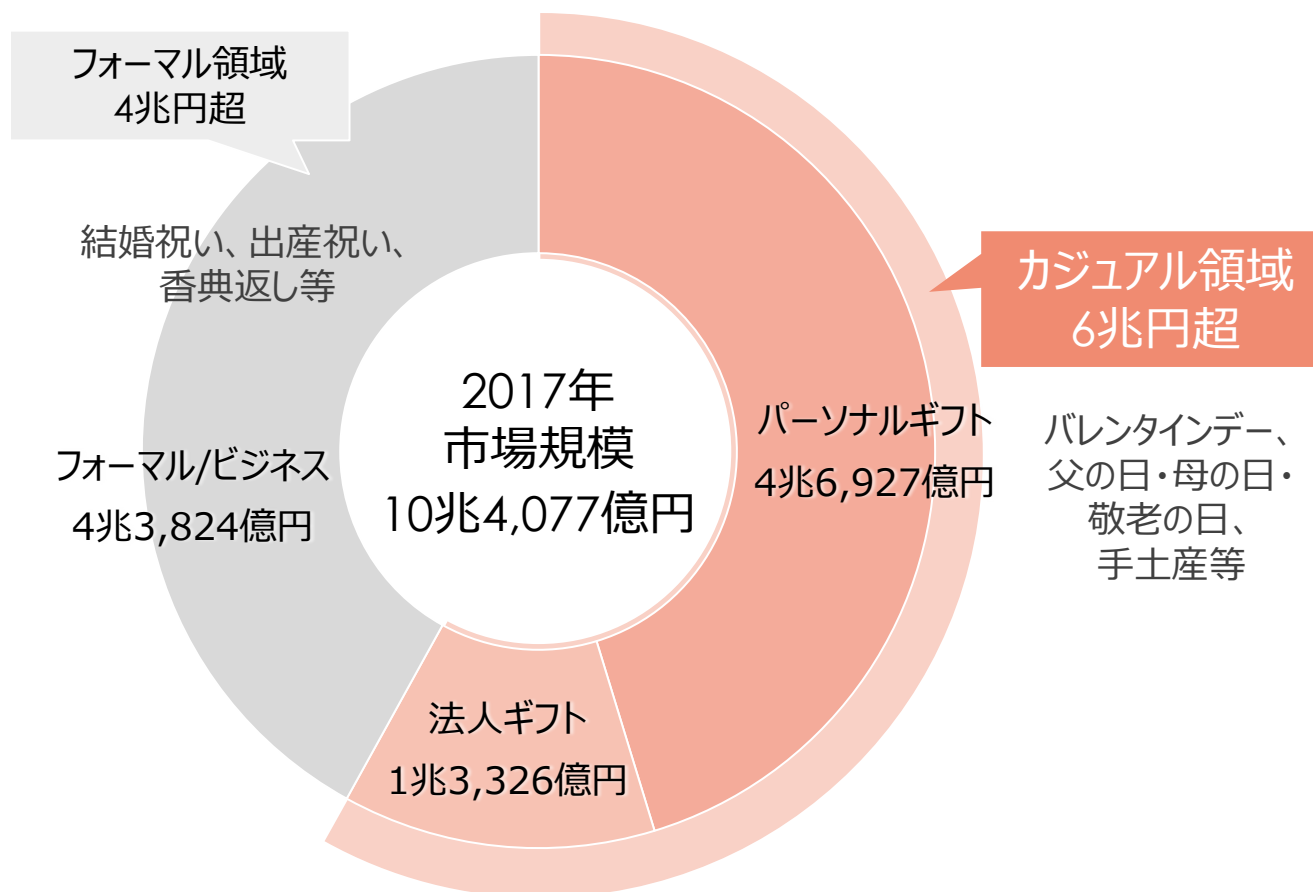 フォーマル領域
4兆円超
結婚祝い、出産祝い、
香典返し等
カジュアル領域
6兆円超
2017年
市場規模
10兆4,077億円
パーソナルギフト
4兆6,927億円
バレンタインデー、
父の日・母の日・
敬老の日、
手土産等
フォーマル/ビジネス
4兆3,824億円
法人ギフト
1兆3,326億円